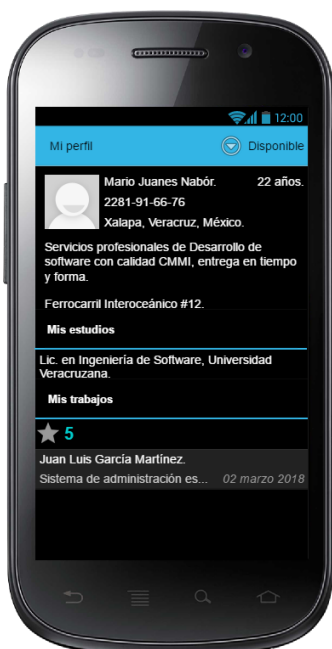 12:00
Mi perfil Disponible
Mario Juanes Nabór. 22 años.
2281-91-66-76
Xalapa, Veracruz, México.
Servicios profesionales de Desarrollo de
software con calidad CMMI, entrega en tiempo
y forma.
Ferrocarril Interoceánico #12.
Mis estudios
Lic. en Ingeniería de Software, Universidad
Veracruzana.
Mis trabajos
5
Juan Luis García Martínez.
Sistema de administración es... 02 marzo 2018